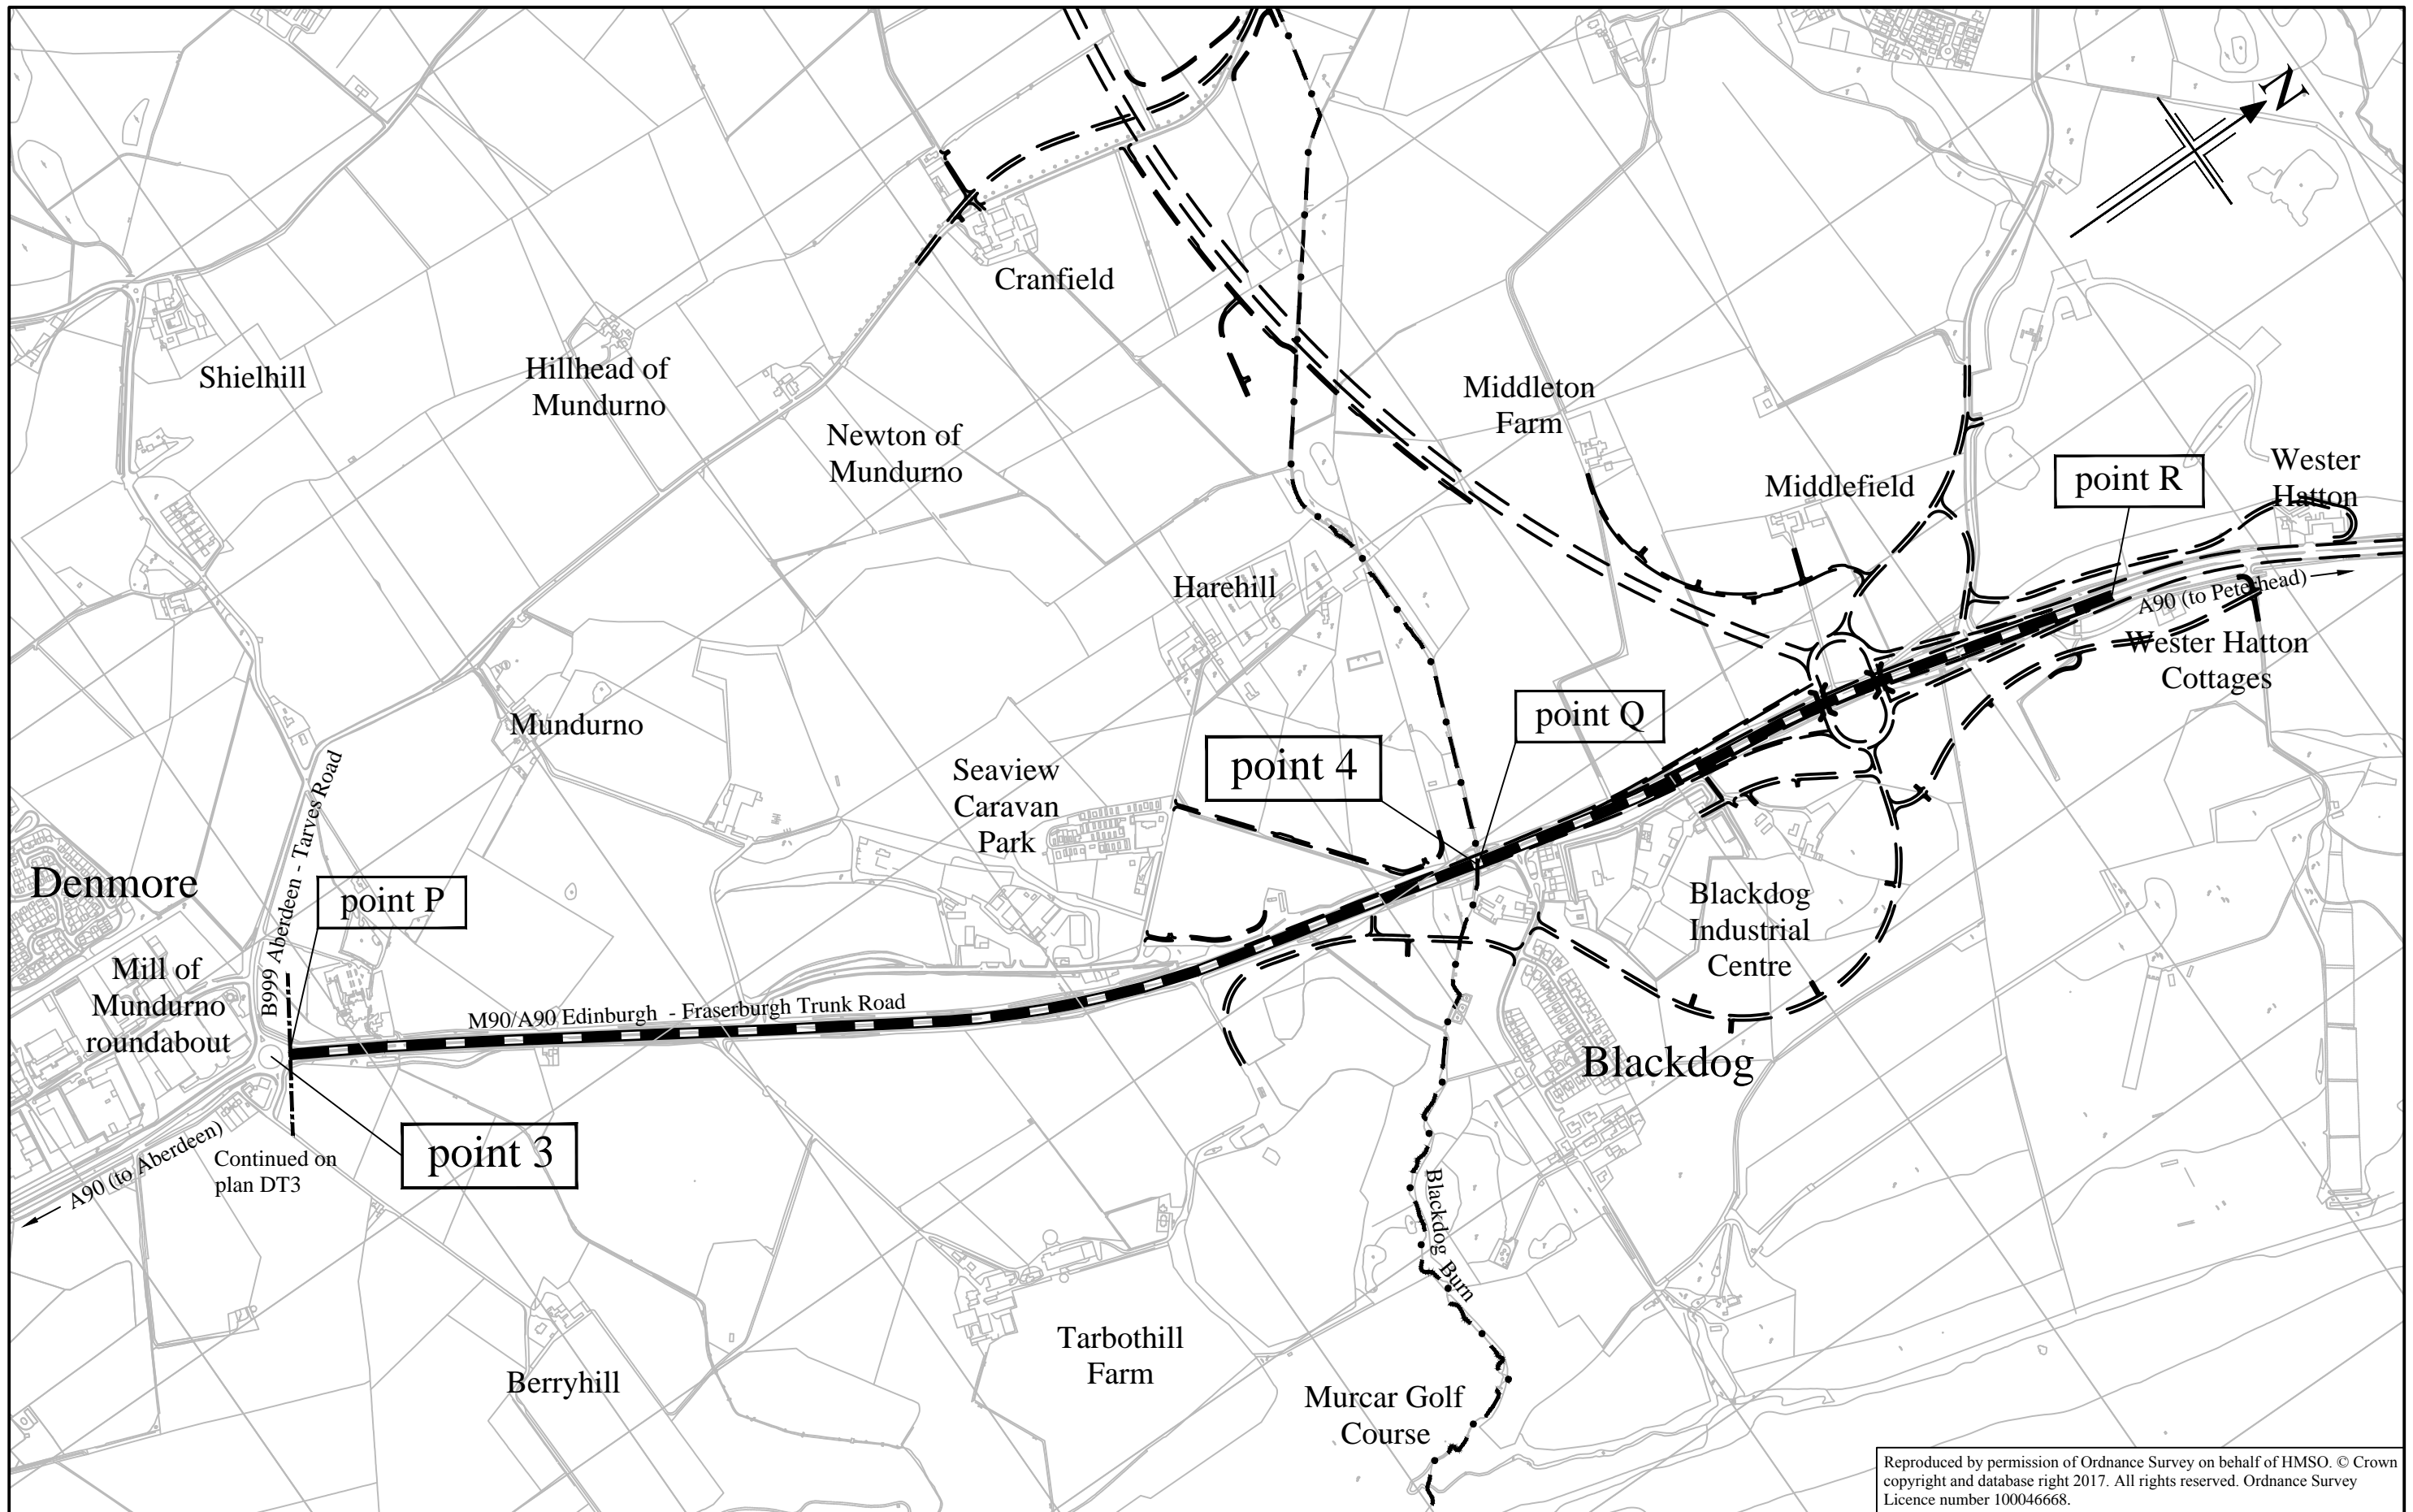 N
Cranfield
Shielhill
Hillhead of
Mundurno
Newton of
Mundurno
Middleton
Farm
Middlefield
point R
Wester
Hatton
Harehill
A90 (to Peterhead)
Wester Hatton
Cottages
Mundurno
point Q
point 4
Seaview
Caravan
Park
Denmore
B999 Aberdeen - Tarves Road
point P
Blackdog
Industrial
Centre
Mill of
Mundurno
roundabout
M90/A90 Edinburgh - Fraserburgh Trunk Road
Blackdog
point 3
A90 (to Aberdeen)
Continued on
plan DT3
Blackdog Burn
Tarbothill
Farm
Berryhill
Murcar Golf
Course
Reproduced by permission of Ordnance Survey on behalf of HMSO. © Crown
copyright and database right 2017. All rights reserved. Ordnance Survey
Licence number 100046668.